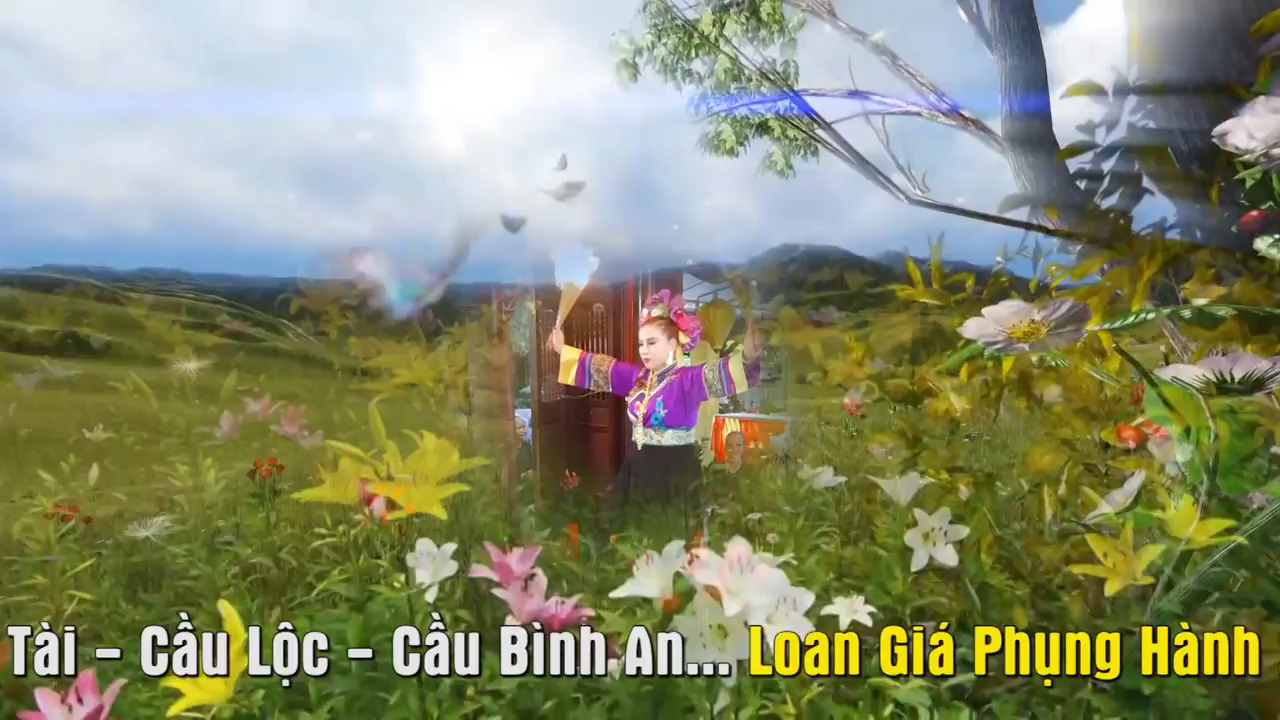 Tài – Cầu Lộc – Cầu Bình An... Loan Giá Phụng Hành